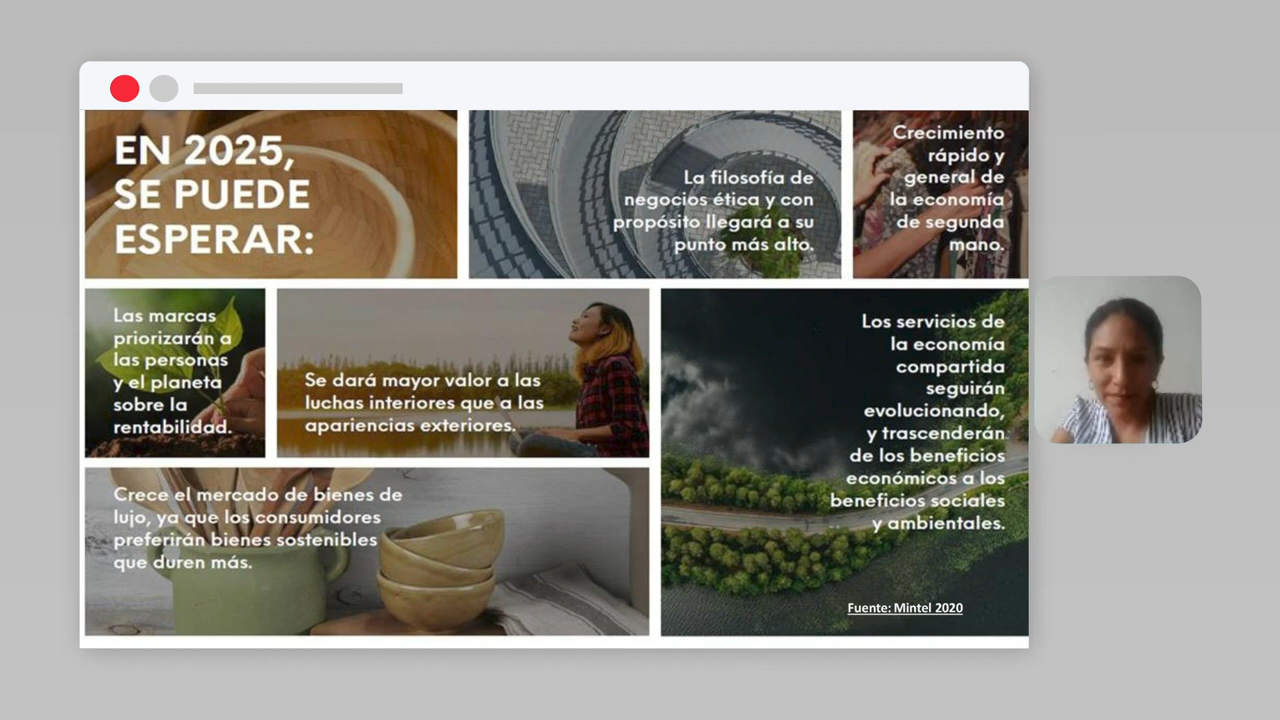 EN 2025,
SE PUEDE
ESPERAR:
La filosofía de
negocios ética y con
propósito llegará a su
punto más alto.
Crecimiento
rápido y
general de
la economía
de segunda
mano.
Las marcas
priorizarán a
las personas
y el planeta
sobre la
rentabilidad.
Se dará mayor valor a las
luchas interiores que a las
apariencias exteriores.
Los servicios de
la economía
compartida
seguirán
evolucionando,
y trascenderán
de los beneficios
económicos a los
beneficios sociales
y ambientales.
Crece el mercado de bienes de
lujo, ya que los consumidores
preferirán bienes sostenibles
que duren más.
Fuente: Mintel 2020